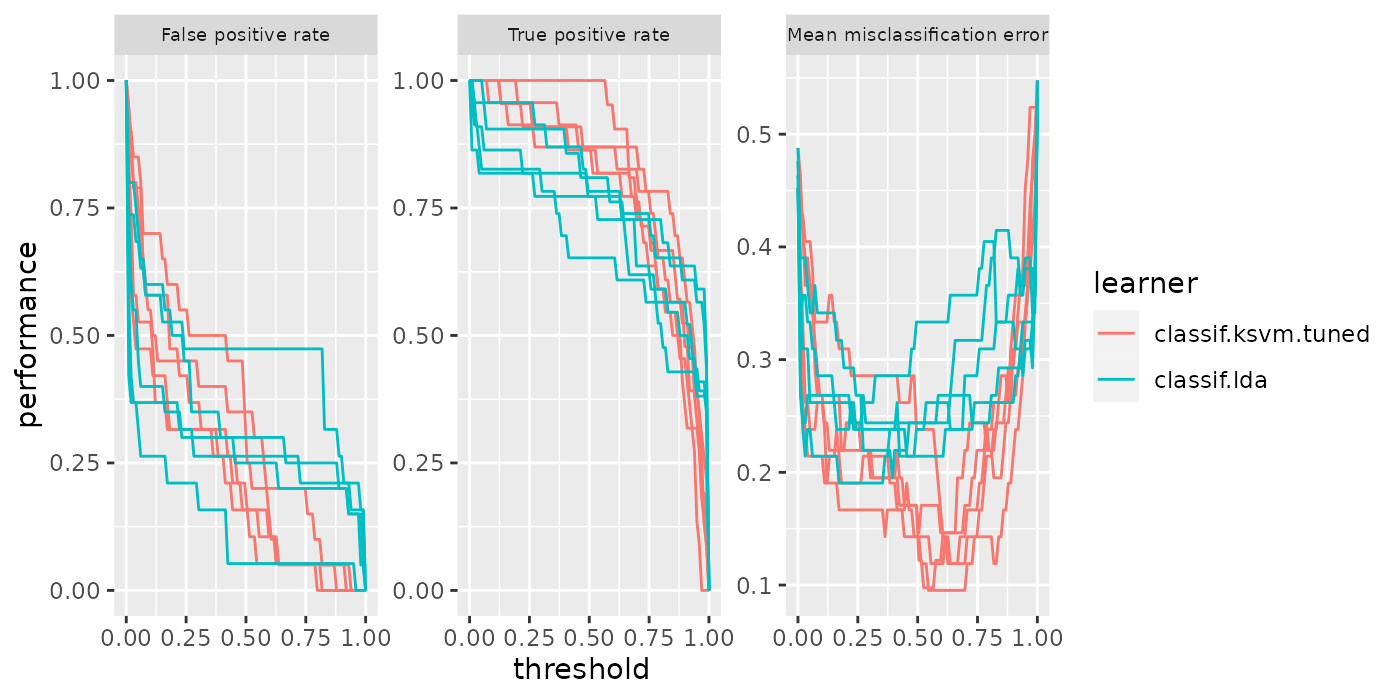 False positive rate
True positive rate
Mean misclassification error
performance
1.00
0.75
0.50
0.25
0.00
1.00
0.75
0.50
0.25
0.00
0.5
0.4
0.3
0.2
0.1
0.00 0.25 0.50 0.75 1.00
0.00 0.25 0.50 0.75 1.00
0.00 0.25 0.50 0.75 1.00
threshold
learner
classif.ksvm.tuned
classif.lda